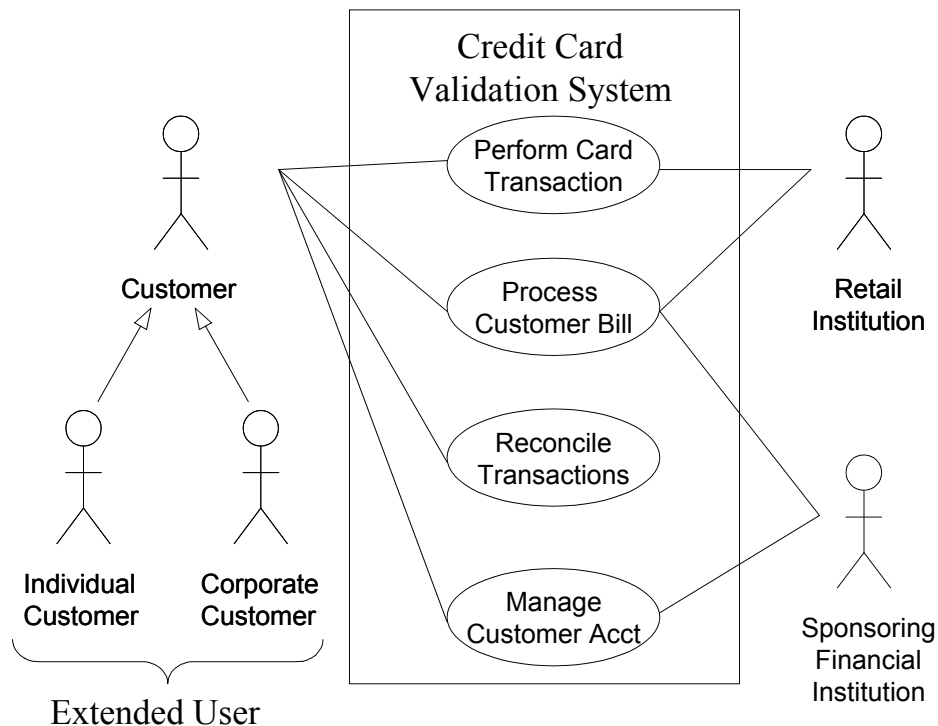 Credit Card
Validation System
Perform Card
Transaction
Customer
Process
Customer Bill
Retail
Institution
Reconcile
Transactions
Individual
Customer
Corporate
Customer
Manage
Customer Acct
Sponsoring
Financial
Institution
Extended User